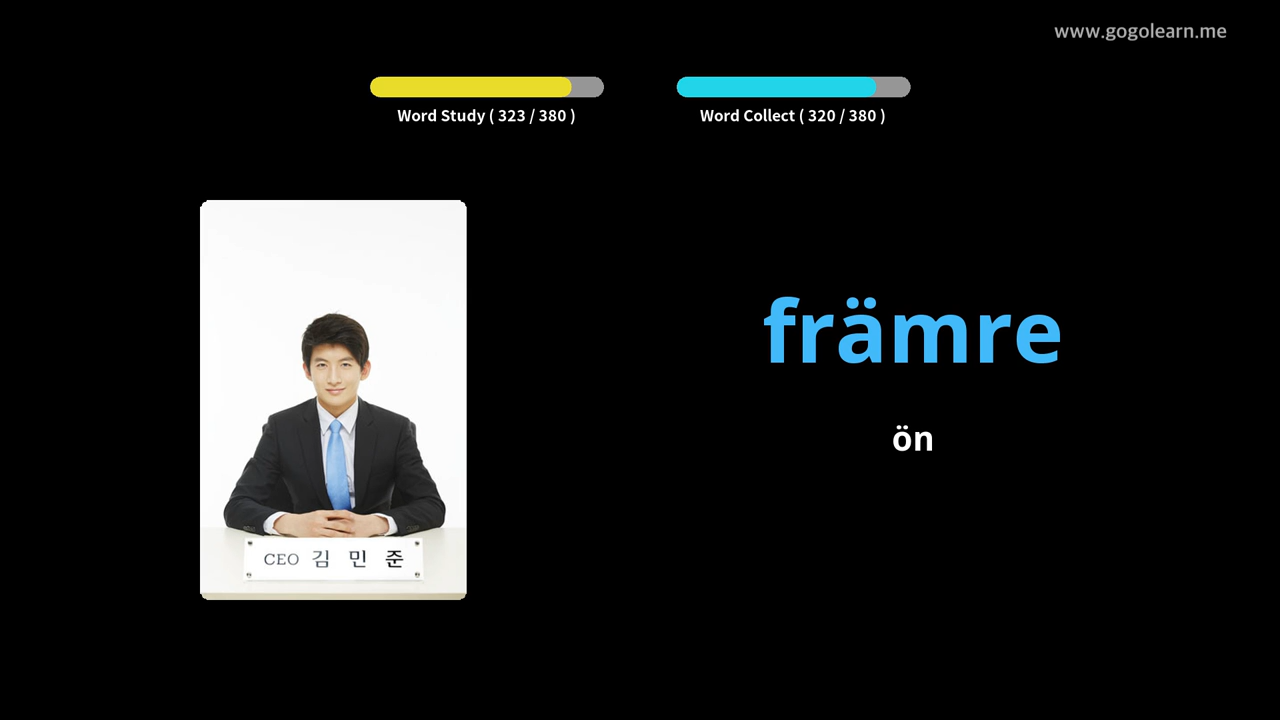 www.gogolearn.me
Word Study ( 323 / 380 )
Word Collect ( 320 / 380 )
främre
ön
CEO 김 민 준